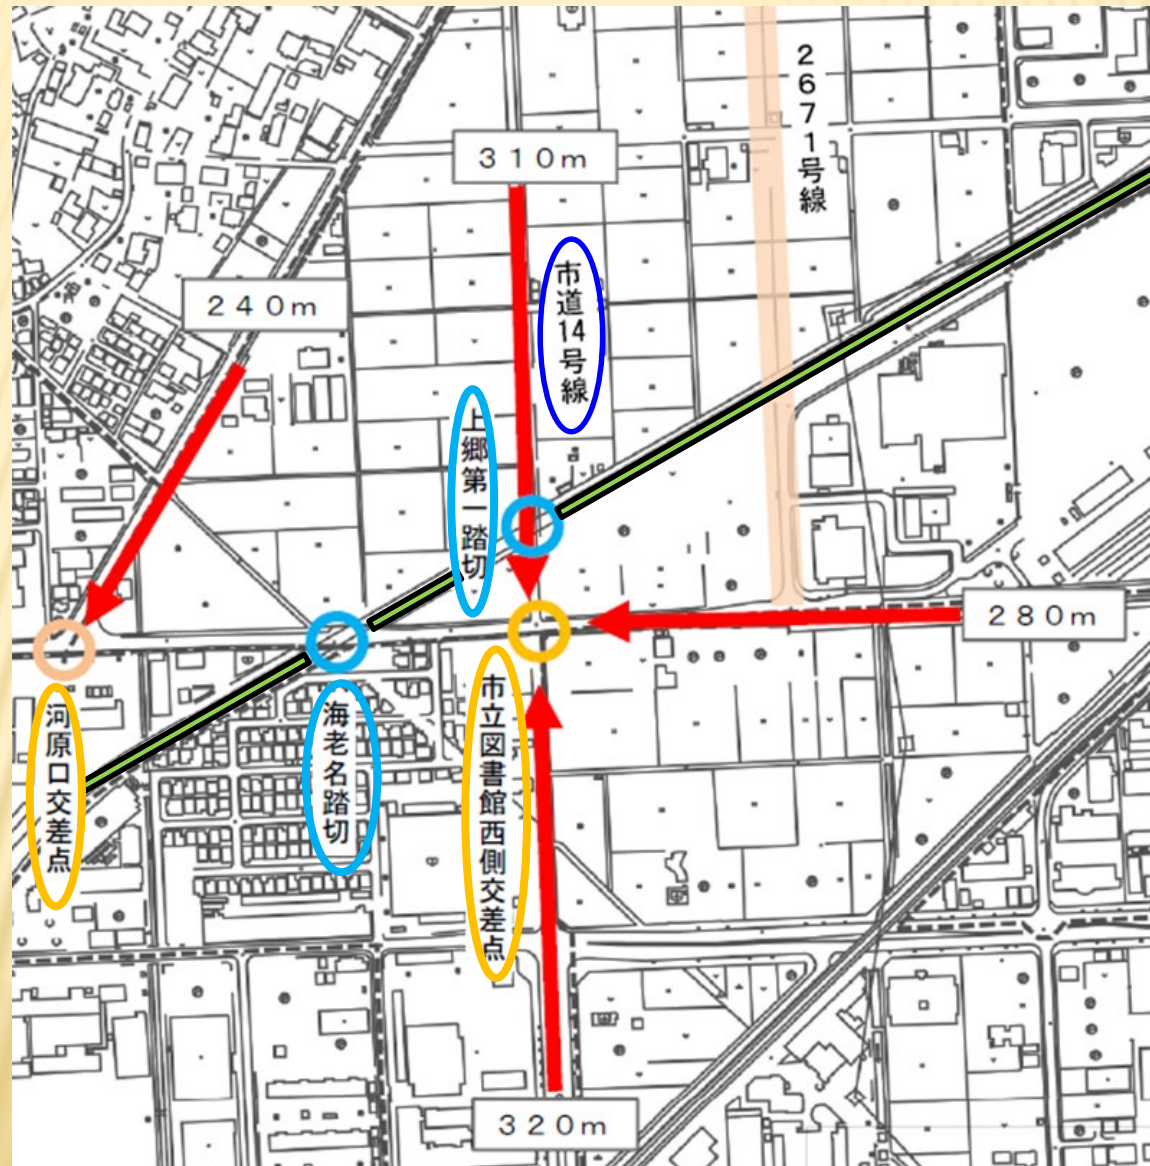 2671号線
310m
市道14号線
240m
上郷第一踏切
280m
河原口交差点
海老名踏切
市立図書館西側交差点
320m